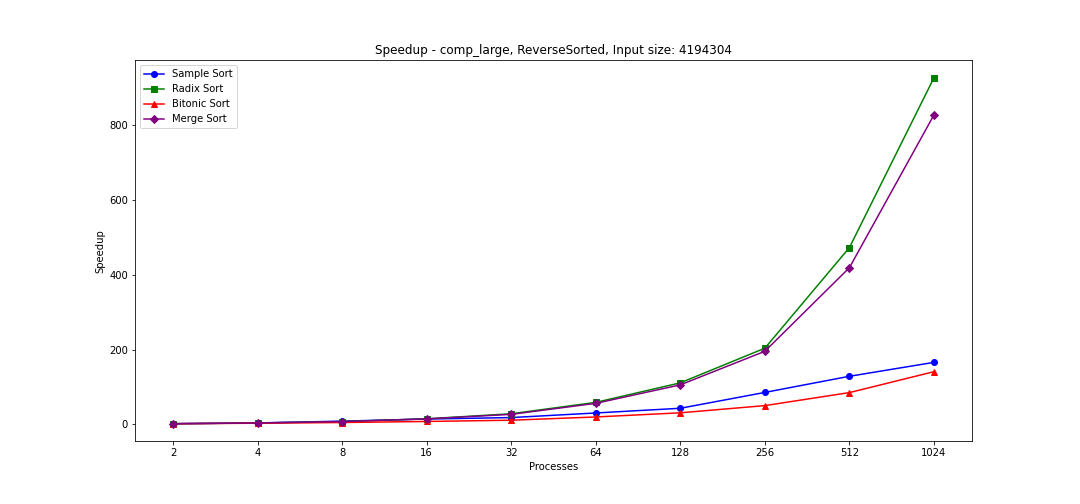 Speedup - comp_large, ReverseSorted, Input size: 4194304
Sample Sort
Radix Sort
Bitonic Sort
Merge Sort
Speedup
800
600
400
200
0
2 4 8 16 32 64 128 256 512 1024
Processes